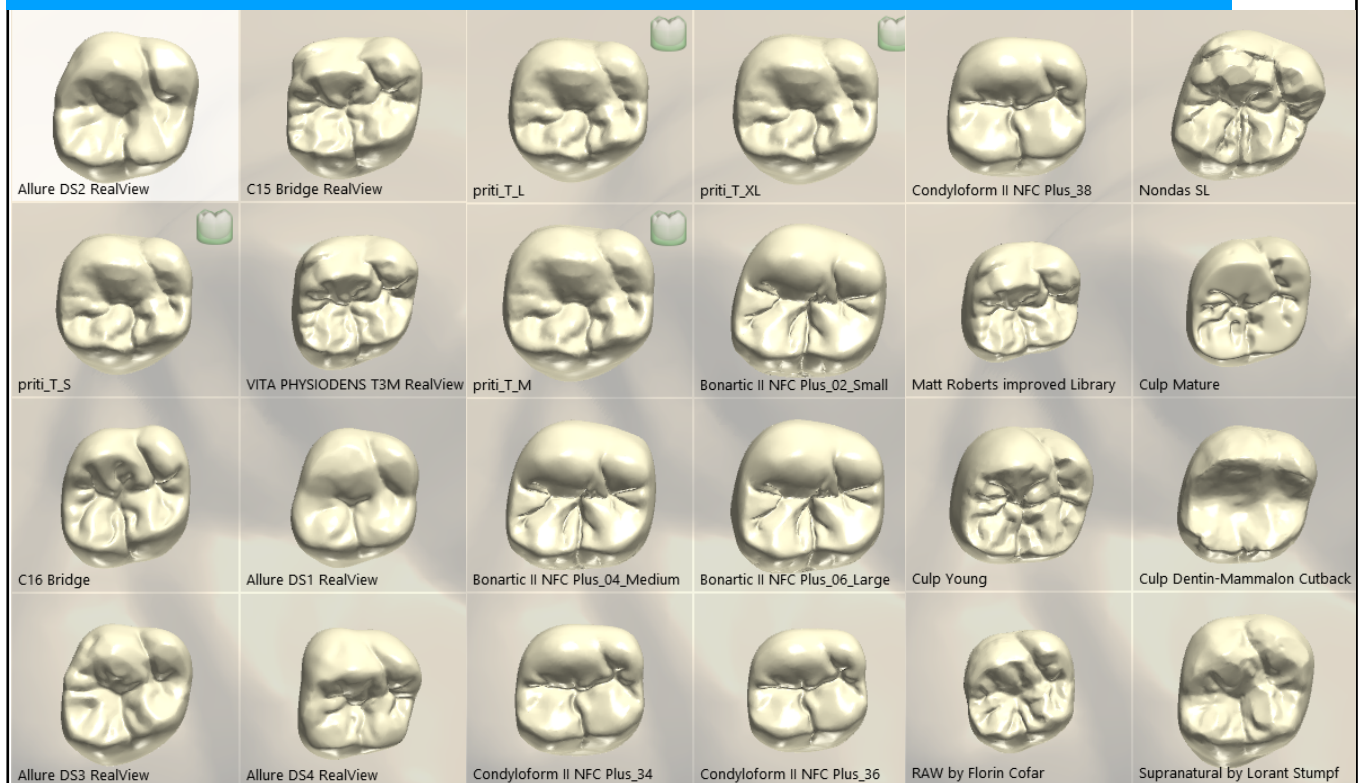 Allure DS2 RealView
C15 Bridge RealView
priti_T_L
priti_T_XL
Condyloform II NFC Plus_38
Nondas SL
priti_T_S
VITA PHYSIODENS T3M RealView
priti_T_M
Bonartic II NFC Plus_02_Small
Matt Roberts improved Library
Culp Mature
C16 Bridge
Allure DS1 RealView
Bonartic II NFC Plus_04_Medium
Bonartic II NFC Plus_06_Large
Culp Young
Culp Dentin-Mammalon Cutback
Allure DS3 RealView
Allure DS4 RealView
Condyloform II NFC Plus_34
Condyloform II NFC Plus_36
RAW by Florin Cofar
Supranatural by Lorant Stumpf